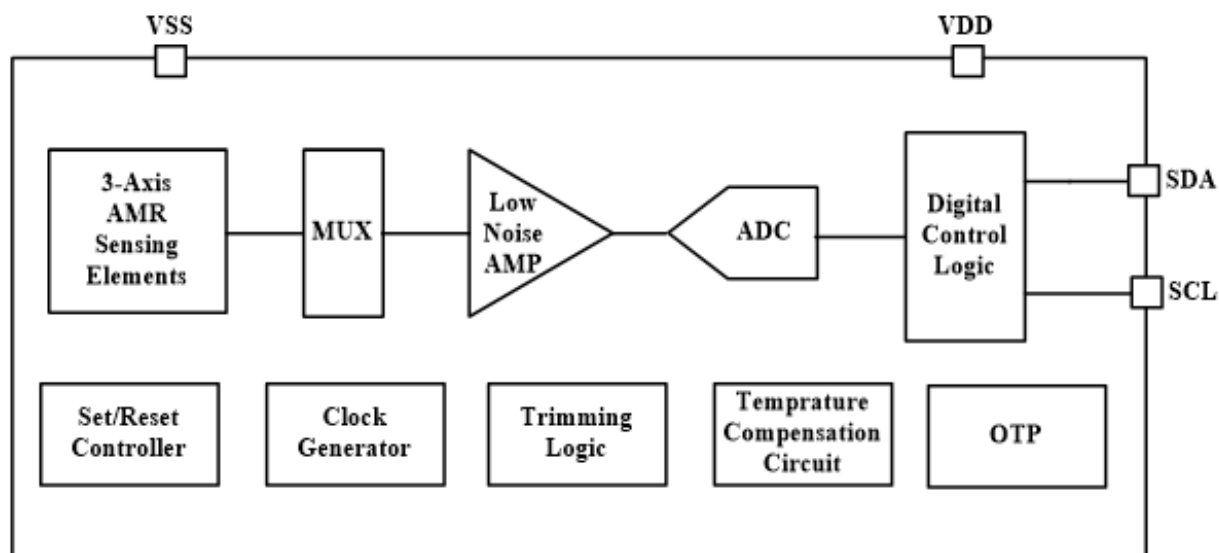 VSS
VDD
3-Axis
AMR
Sensing
Elements
MUX
Low
Noise
AMP
ADC
Digital
Control
Logic
SDA
SCL
Set/Reset
Controller
Clock
Generator
Trimming
Logic
Temprature
Compensation
Circuit
OTP